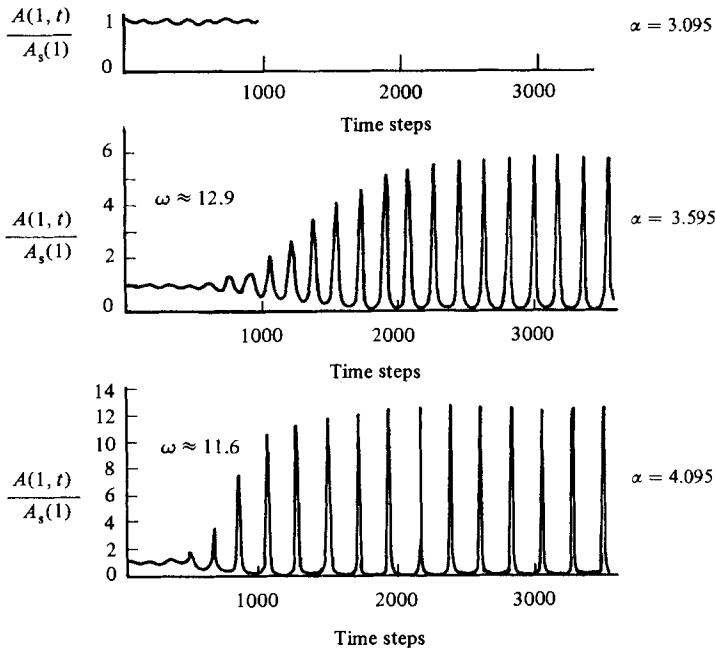 A(1, t)
A_s(1)
1
0
1000
2000
3000
Time steps
α = 3.095
A(1, t)
A_s(1)
6
4
2
0
ω ≈ 12.9
1000
2000
3000
Time steps
α = 3.595
A(1, t)
A_s(1)
14
12
10
8
6
4
2
0
ω ≈ 11.6
1000
2000
3000
Time steps
α = 4.095